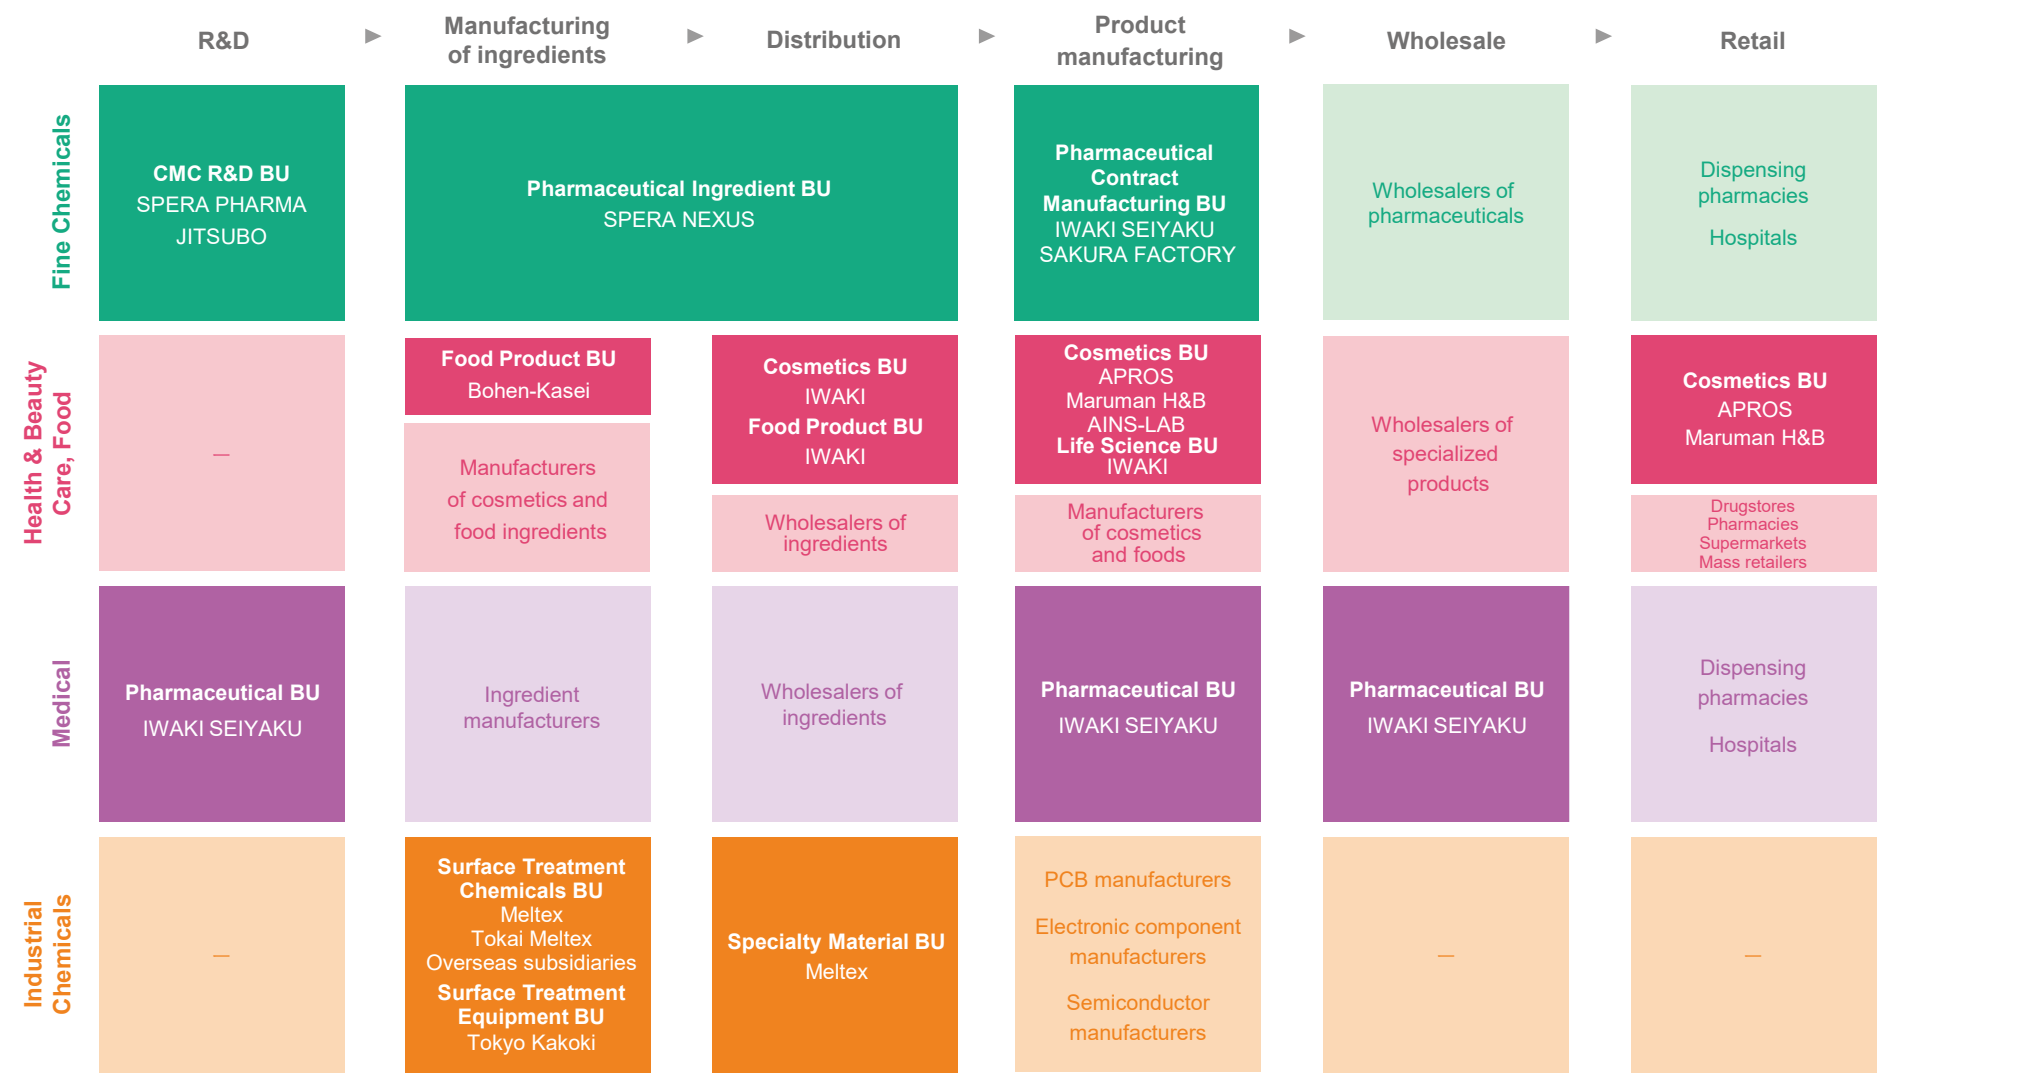 R&D
Manufacturing
of ingredients
Distribution
Product
manufacturing
Wholesale
Retail
Fine Chemicals
CMC R&D BU
SPERA PHARMA
JITSUBO
Pharmaceutical Ingredient BU
SPERA NEXUS
Pharmaceutical
Contract
Manufacturing BU
IWAKI SEIYAKU
SAKURA FACTORY
Wholesalers of
pharmaceuticals
Dispensing
pharmacies
Hospitals
Health & Beauty
Care, Food
—
Food Product BU
Bohen-Kasei
Manufacturers
of cosmetics and
food ingredients
Cosmetics BU
IWAKI
Food Product BU
IWAKI
Wholesalers of
ingredients
Cosmetics BU
APROS
Maruman H&B
AINS-LAB
Life Science BU
IWAKI
Manufacturers
of cosmetics
and foods
Wholesalers of
specialized
products
Cosmetics BU
APROS
Maruman H&B
Drugstores
Pharmacies
Supermarkets
Mass retailers
Medical
Pharmaceutical BU
IWAKI SEIYAKU
Ingredient
manufacturers
Wholesalers of
ingredients
Pharmaceutical BU
IWAKI SEIYAKU
Pharmaceutical BU
IWAKI SEIYAKU
Dispensing
pharmacies
Hospitals
Industrial
Chemicals
—
Surface Treatment
Chemicals BU
Meltex
Tokai Meltex
Overseas subsidiaries
Surface Treatment
Equipment BU
Tokyo Kakoki
Specialty Material BU
Meltex
PCB manufacturers
Electronic component
manufacturers
Semiconductor
manufacturers
—
—